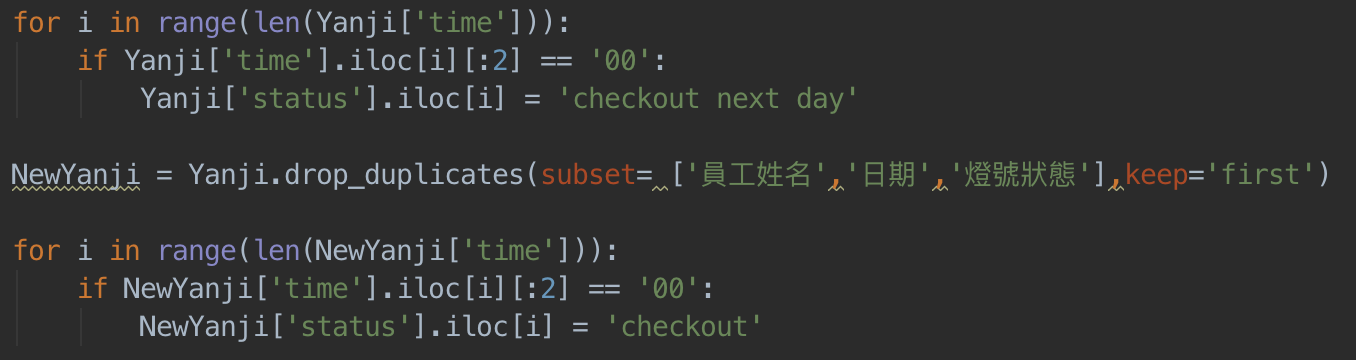 for i in range(len(Yanji['time'])):
if Yanji['time'].iloc[i][:2] == '00':
Yanji['status'].iloc[i] = 'checkout next day'
NewYanji = Yanji.drop_duplicates(subset= ['員工姓名','日期','燈號狀態'],keep='first')
for i in range(len(NewYanji['time'])):
if NewYanji['time'].iloc[i][:2] == '00':
NewYanji['status'].iloc[i] = 'checkout'